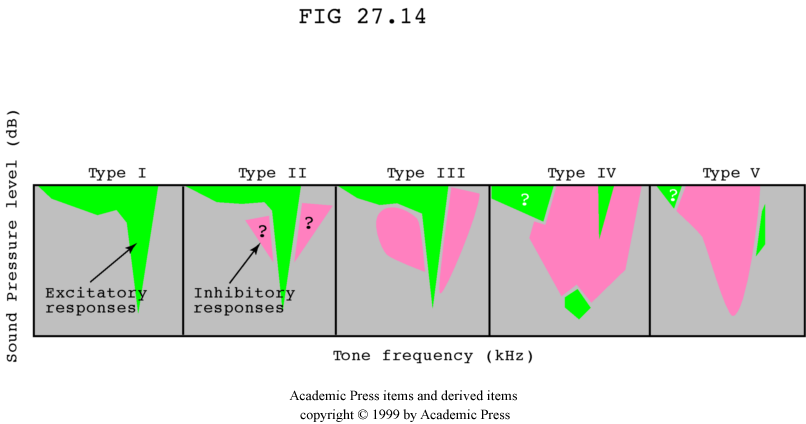 FIG 27.14
Sound Pressure level (dB)
Type I
Type II
Type III
Type IV
Type V
?
?
?
?
Excitatory
responses
Inhibitory
responses
Tone frequency (kHz)
Academic Press items and derived items
copyright © 1999 by Academic Press